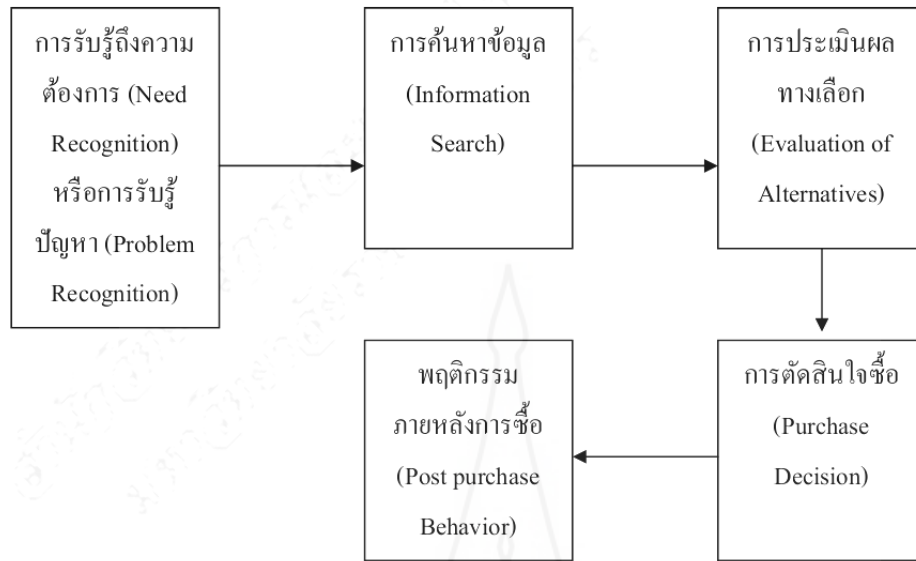 การรับรู้ถึงความ
ต้องการ (Need
Recognition)
หรือการรับรู้
ปัญหา (Problem
Recognition)
การค้นหาข้อมูล
(Information
Search)
การประเมินผล
ทางเลือก
(Evaluation of
Alternatives)
การตัดสินใจซื้อ
(Purchase
Decision)
พฤติกรรม
ภายหลังการซื้อ
(Post purchase
Behavior)